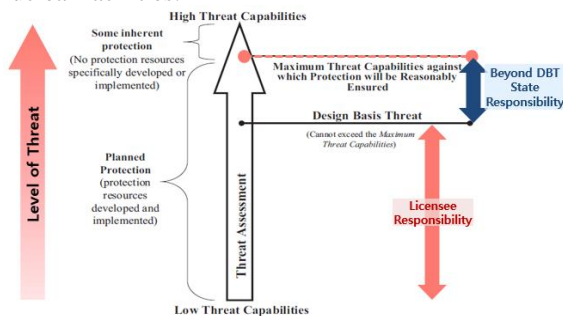 High Threat Capabilities
Some inherent
protection
(No protection resources
specifically developed or
implemented)
Maximum Threat Capabilities against
which Protection will be Reasonably
Ensured
Beyond DBT
State
Responsibility
Design Basis Threat
(Cannot exceed the Maximum
Threat Capabilities)
Level of Threat
Planned
Protection
(protection
resources
developed and
implemented)
Threat Assessment
Licensee
Responsibility
Low Threat Capabilities